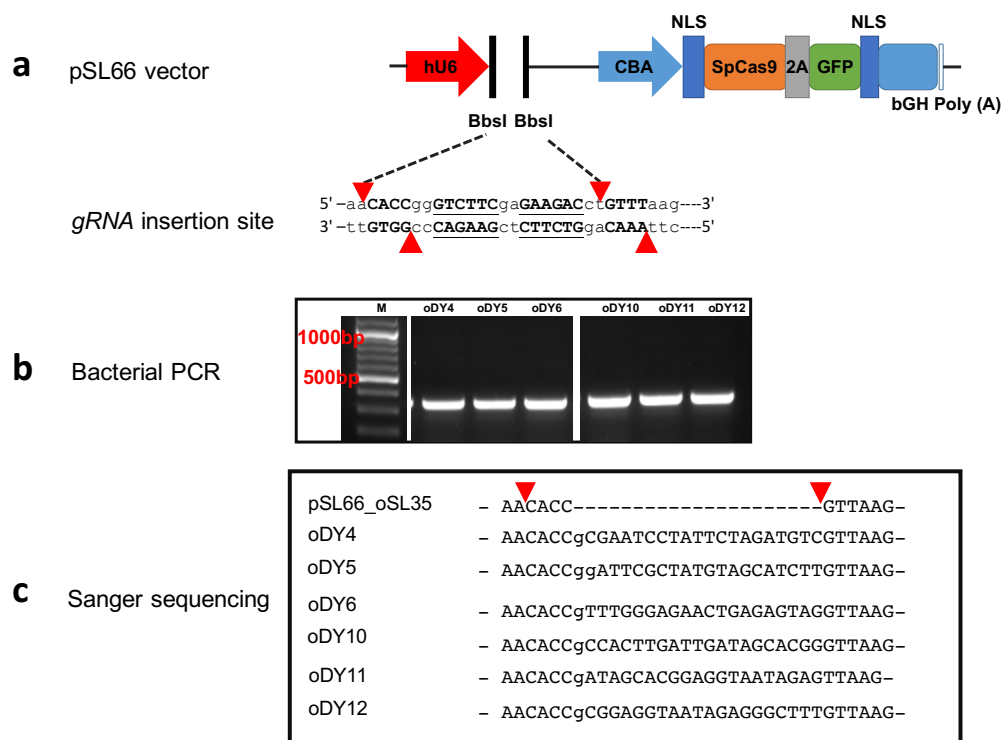 NLS NLS
a pSL66 vector hU6 CBA SpCas9 2A GFP
bGH Poly (A)
BbsI BbsI
5'–aaCACCggGTCTTCgaGAAGACctGTTTaag----3'
gRNA insertion site
3'–ttGTGGccCAGAAGctCTTCTGgaCAAAttc----5'
M oDY4 oDY5 oDY6 oDY10 oDY11 oDY12
1000bp
b Bacterial PCR
500bp
pSL66_oSL35 – AACACC----------------------GTTAAG–
oDY4 – AACACCgCGAATCCTATTCTAGATGTCGTTAAG–
oDY5 – AACACCggATTCGCTATGTAGCATCTTGTTAAG–
c Sanger sequencing
oDY6 – AACACCgTTTGGGAGAACTGAGAGTAGGTTAAG–
oDY10 – AACACCgCCACTTGATTGATAGCACGGGTTAAG–
oDY11 – AACACCgATAGCACGGAGGTAATAGAGTTAAG–
oDY12 – AACACCgCGGAGGTAATAGAGGGCTTTGTTAAG–